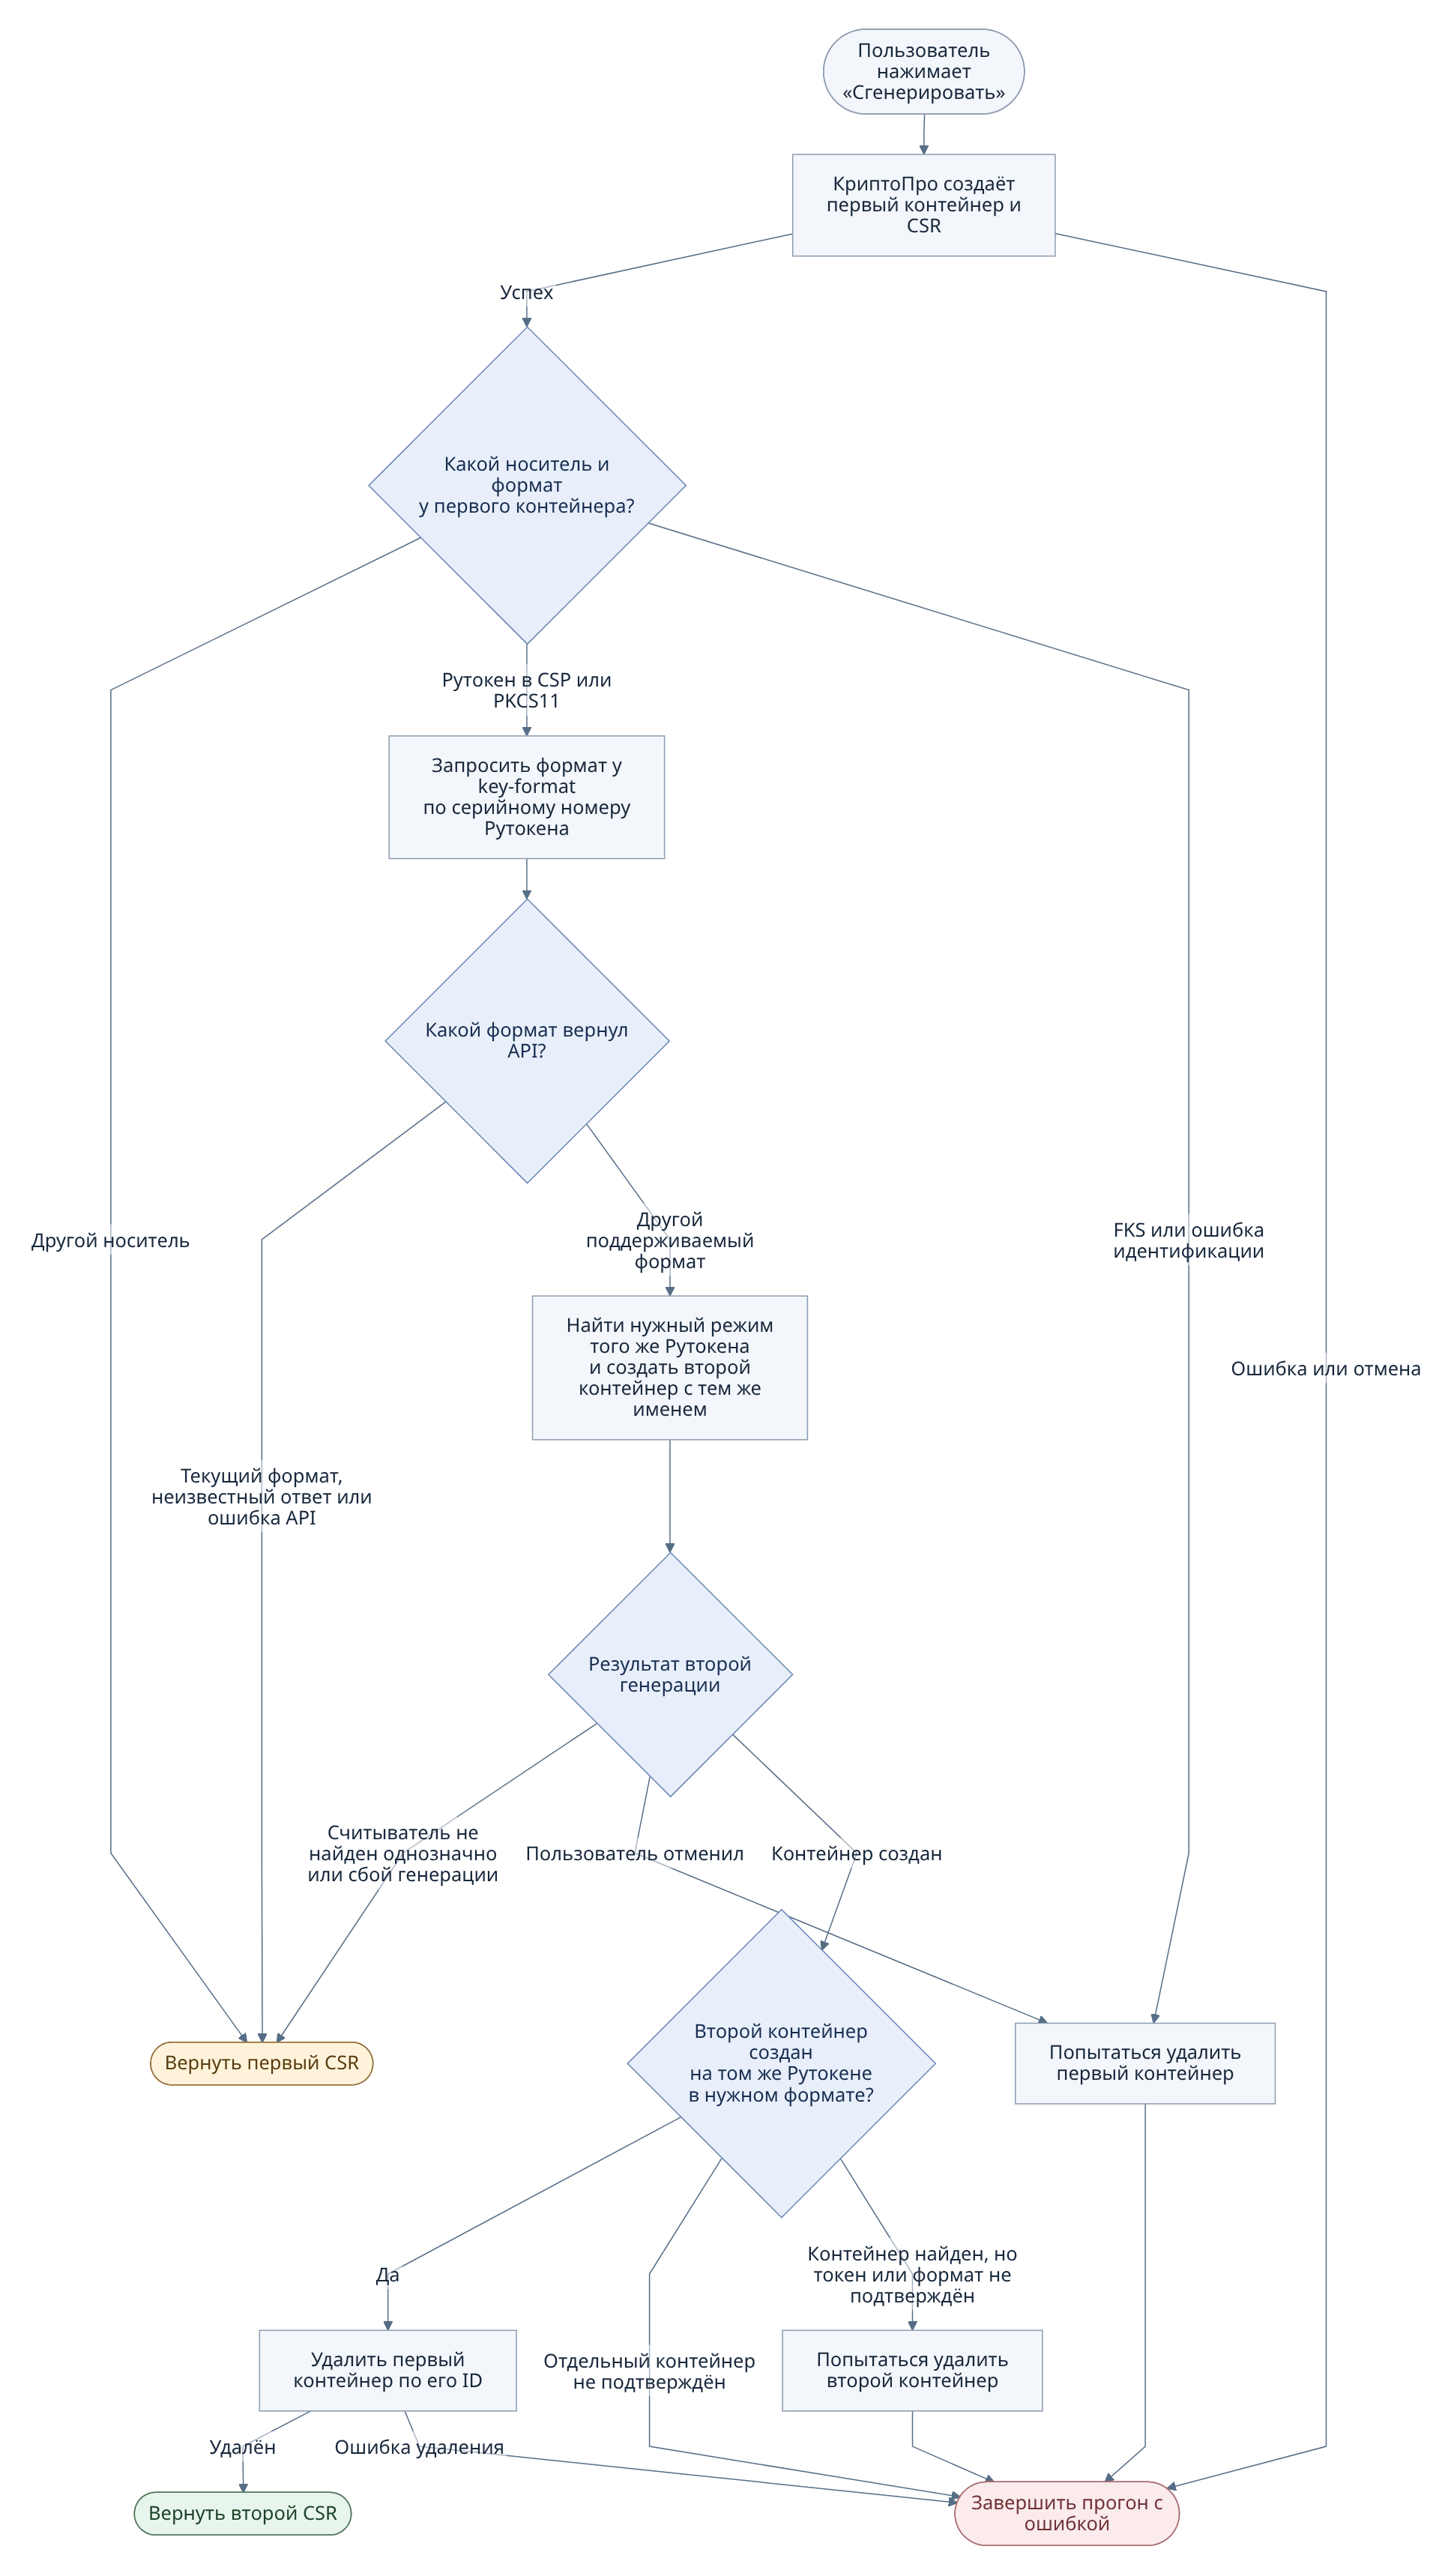 Пользователь
нажимает
«Сгенерировать»
КриптоПро создаёт
первый контейнер и
CSR
Успех
Какой носитель и
формат
у первого контейнера?
Рутокен в CSP или
PKCS11
Запросить формат у
key-format
по серийному номеру
Рутокена
Какой формат вернул
API?
Другой носитель
Другой
поддерживаемый
формат
FKS или ошибка
идентификации
Найти нужный режим
того же Рутокена
и создать второй
контейнер с тем же
именем
Ошибка или отмена
Текущий формат,
неизвестный ответ или
ошибка API
Результат второй
генерации
Считыватель не
найден однозначно
или сбой генерации
Пользователь отменил
Контейнер создан
Вернуть первый CSR
Второй контейнер
создан
на том же Рутокене
в нужном формате?
Попытаться удалить
первый контейнер
Да
Контейнер найден, но
токен или формат не
подтверждён
Удалить первый
контейнер по его ID
Отдельный контейнер
не подтверждён
Попытаться удалить
второй контейнер
Удалён
Ошибка удаления
Вернуть второй CSR
Завершить прогон с
ошибкой